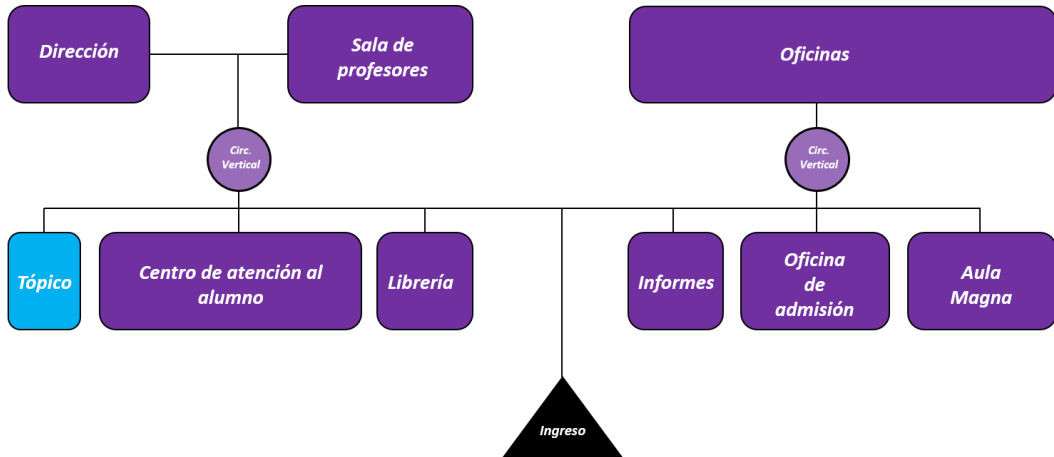 Dirección
Sala de
profesores
Oficinas
Circ.
Vertical
Circ.
Vertical
Tópico
Centro de atención al
alumno
Librería
Informes
Oficina
de
admisión
Aula
Magna
Ingreso